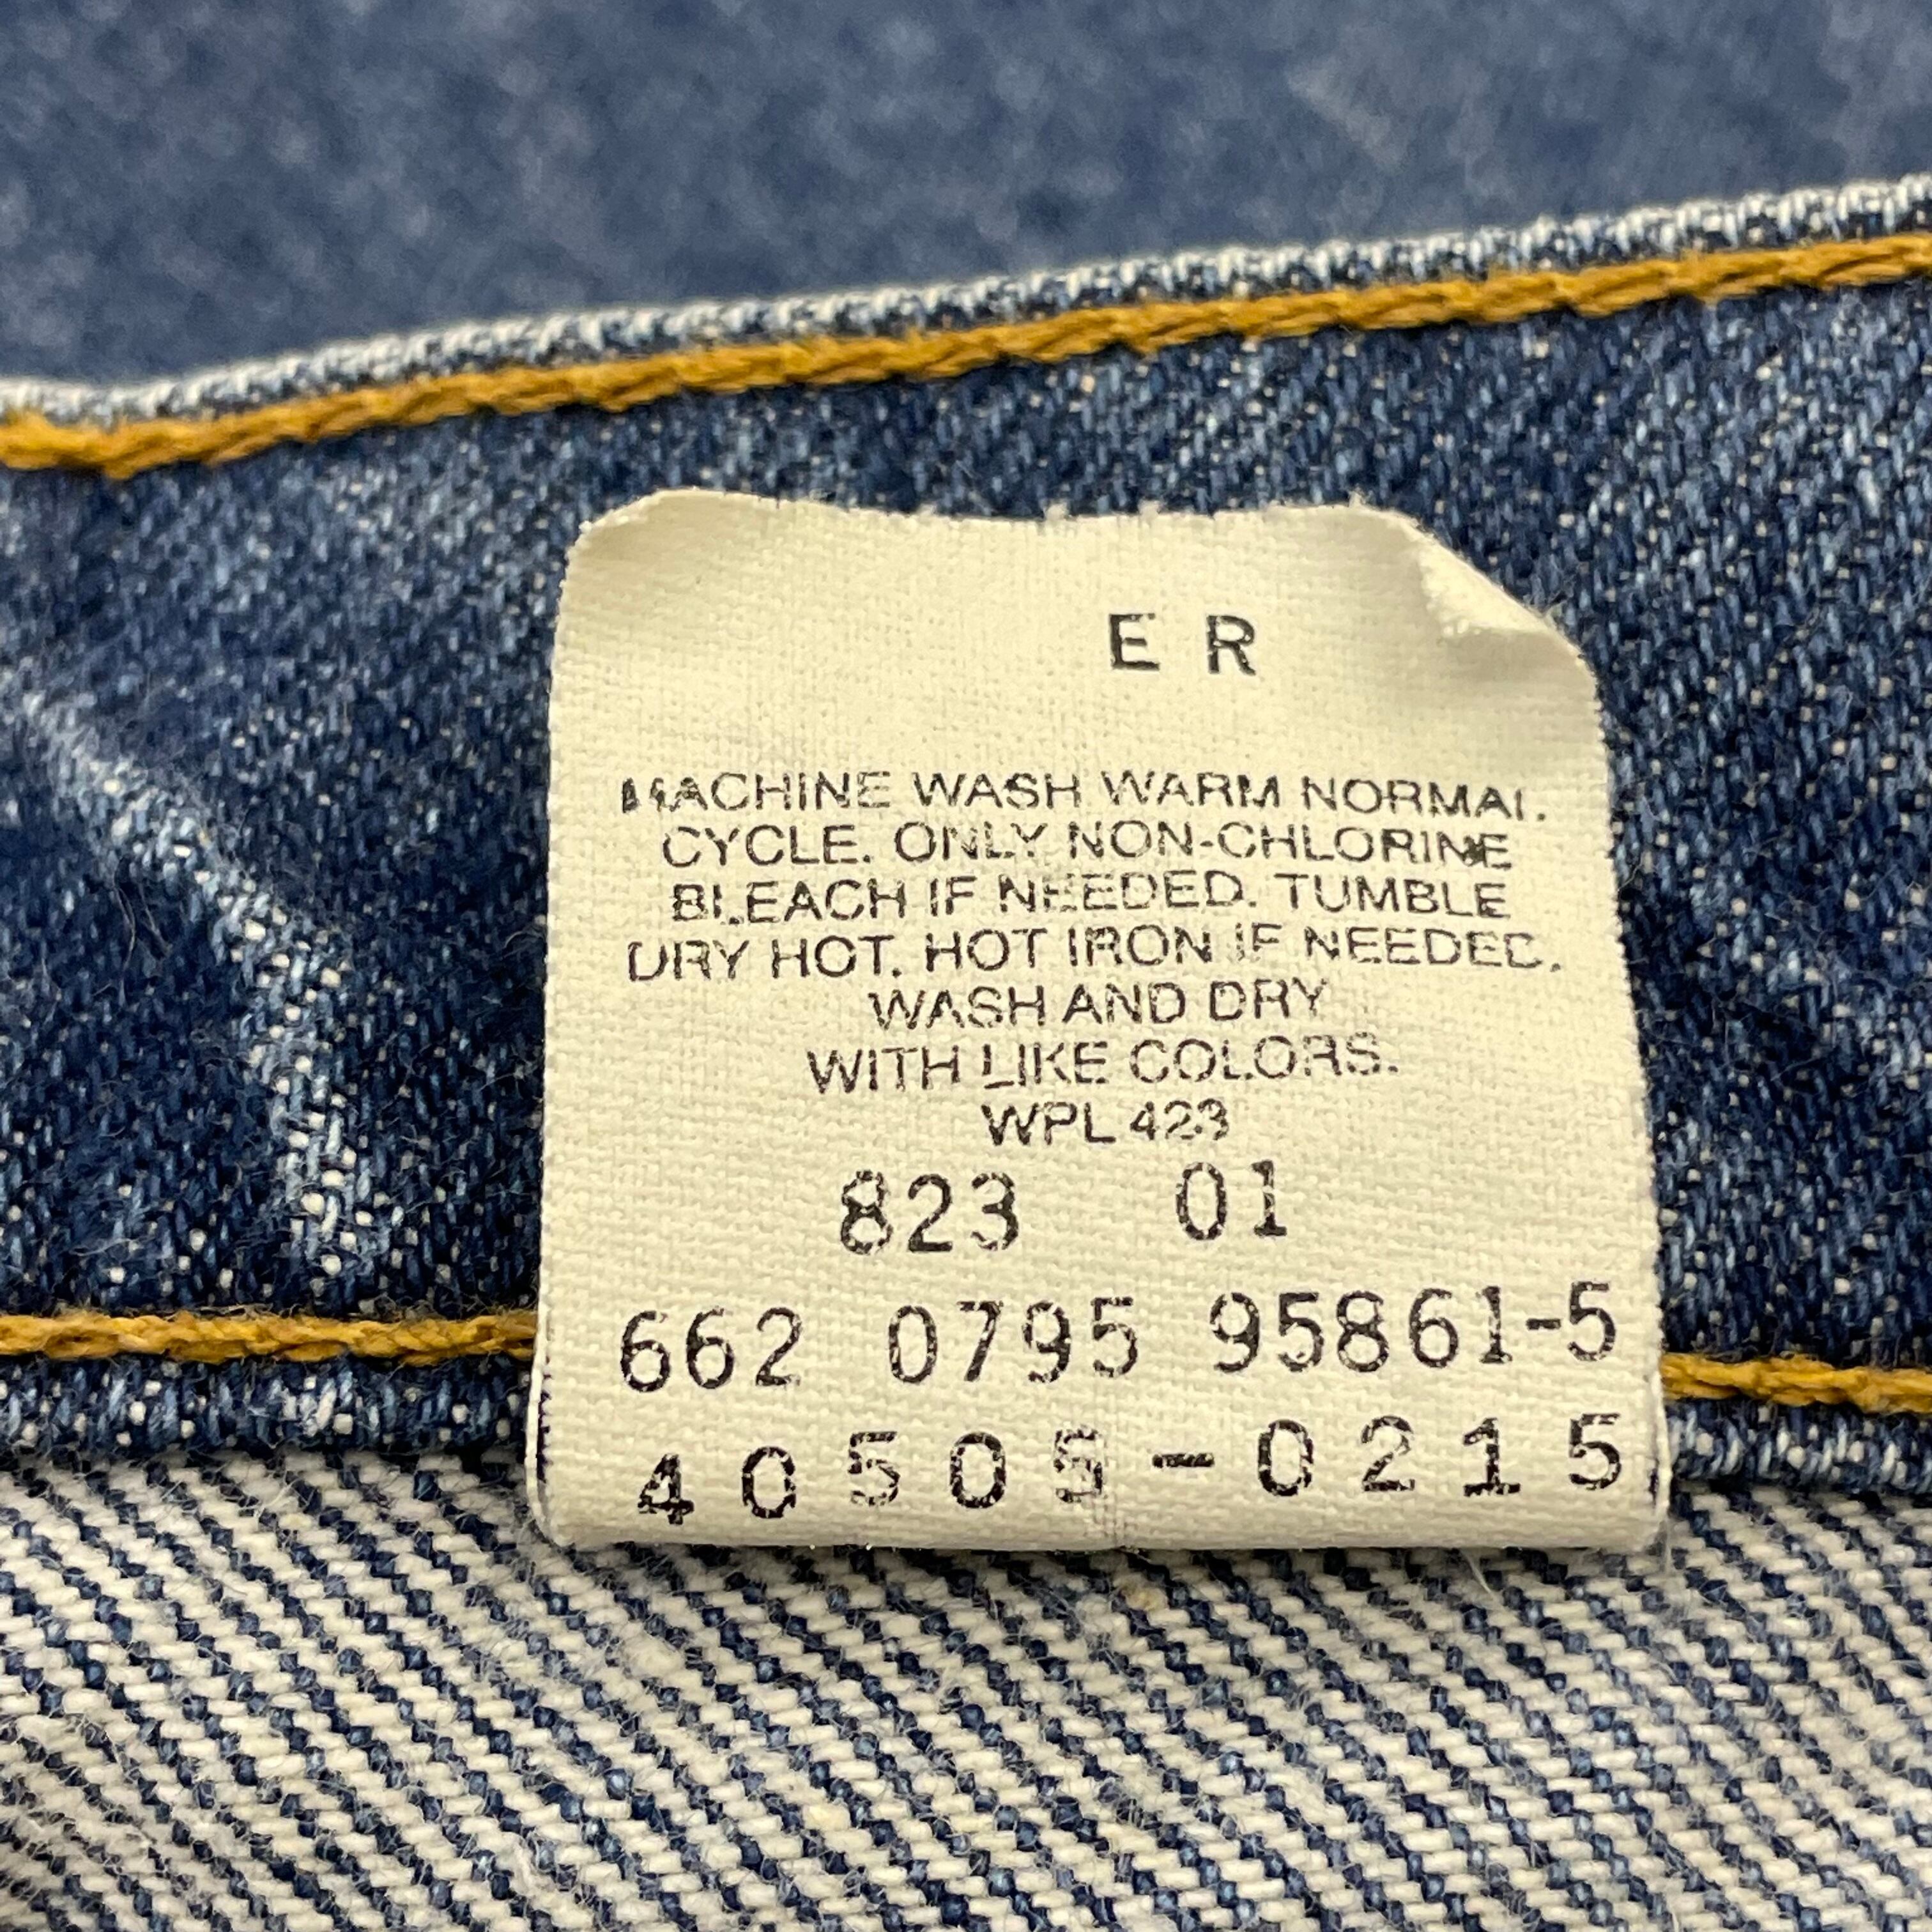 E R
MACHINE WASH WARM NORMAL
CYCLE. ONLY NON-CHLORINE
BLEACH IF NEEDED. TUMBLE
DRY HOT. HOT IRON IF NEEDED.
WASH AND DRY
WITH LIKE COLORS.
WPL 423
823 01
662 0795 95861-5
40505-0215